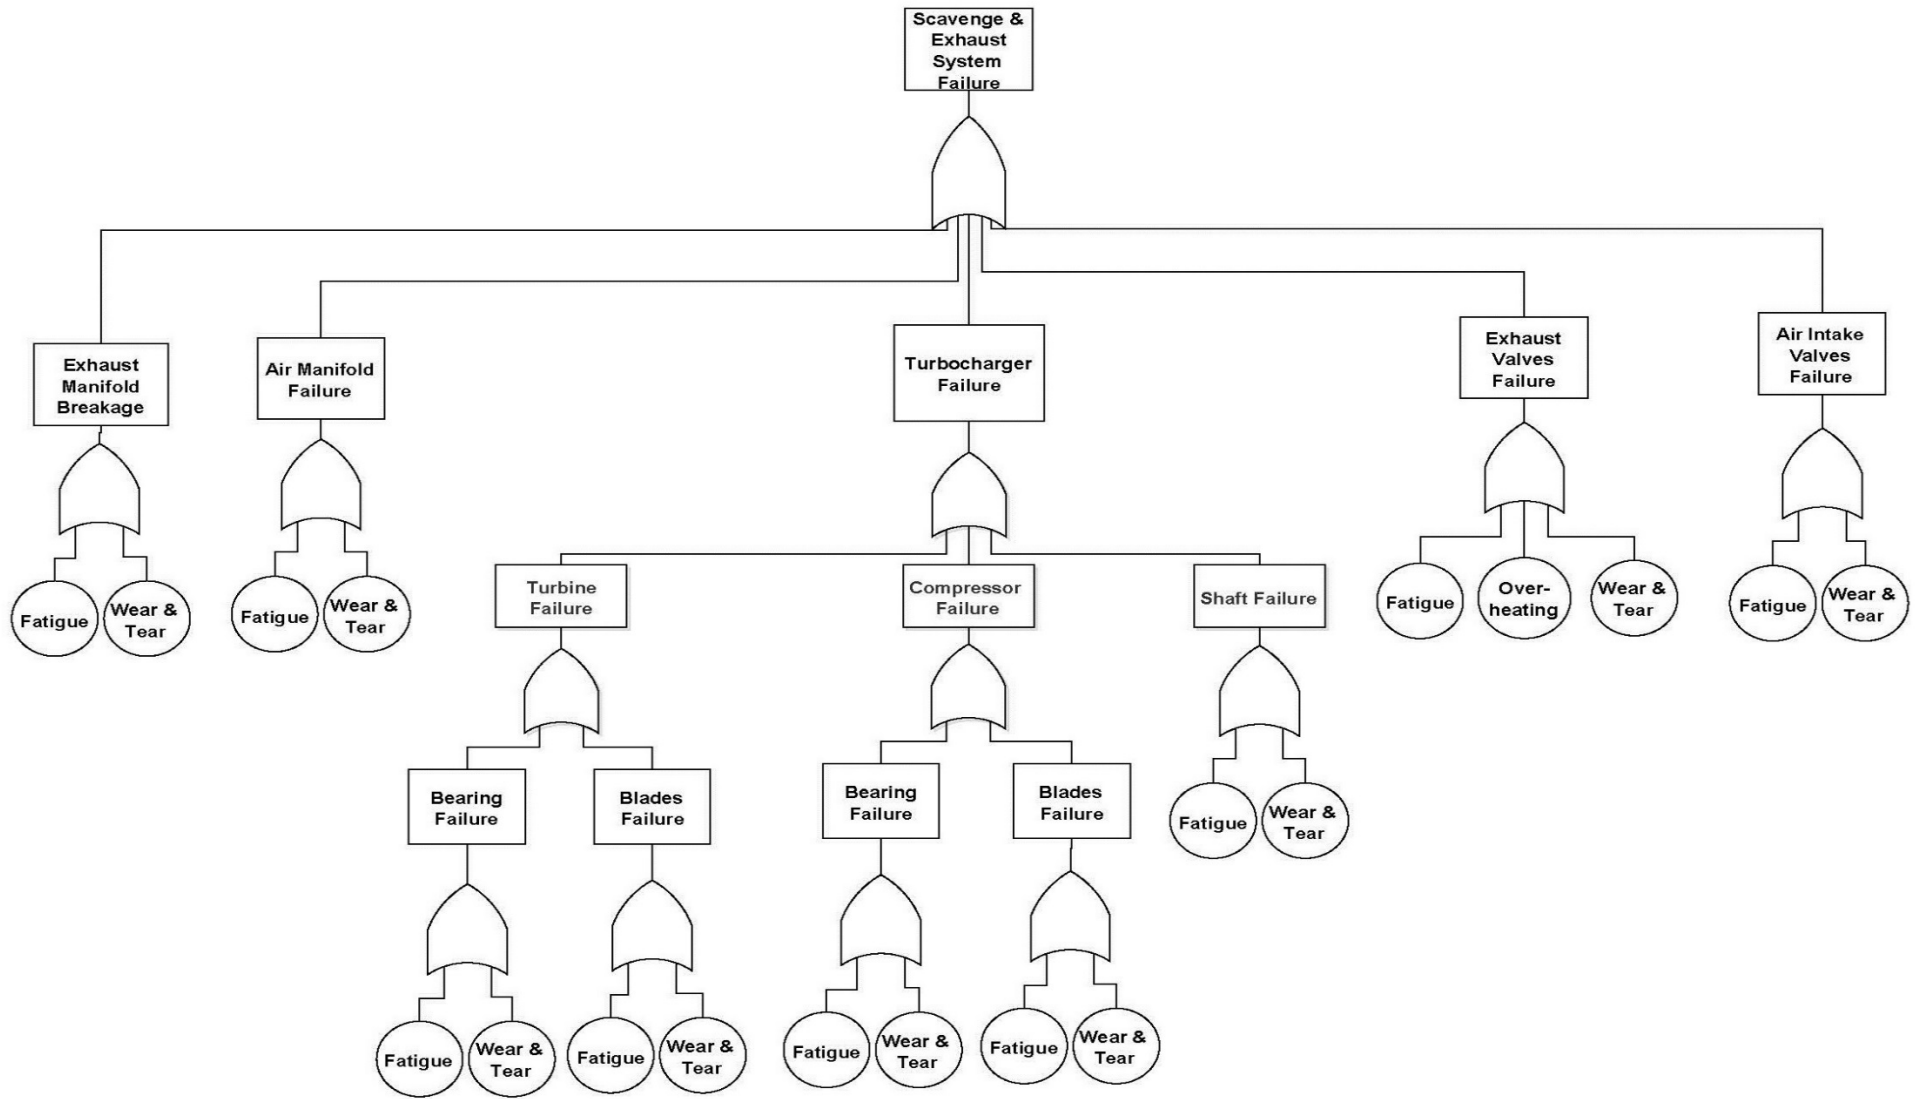 Scavenge &
Exhaust
System
Failure
Exhaust
Manifold
Breakage
Air Manifold
Failure
Turbocharger
Failure
Exhaust
Valves
Failure
Air Intake
Valves
Failure
Fatigue
Wear &
Tear
Fatigue
Wear &
Tear
Turbine
Failure
Compressor
Failure
Shaft Failure
Fatigue
Over-
heating
Wear &
Tear
Fatigue
Wear &
Tear
Bearing
Failure
Blades
Failure
Bearing
Failure
Blades
Failure
Fatigue
Wear &
Tear
Fatigue
Wear &
Tear
Fatigue
Wear &
Tear
Fatigue
Wear &
Tear
Fatigue
Wear &
Tear